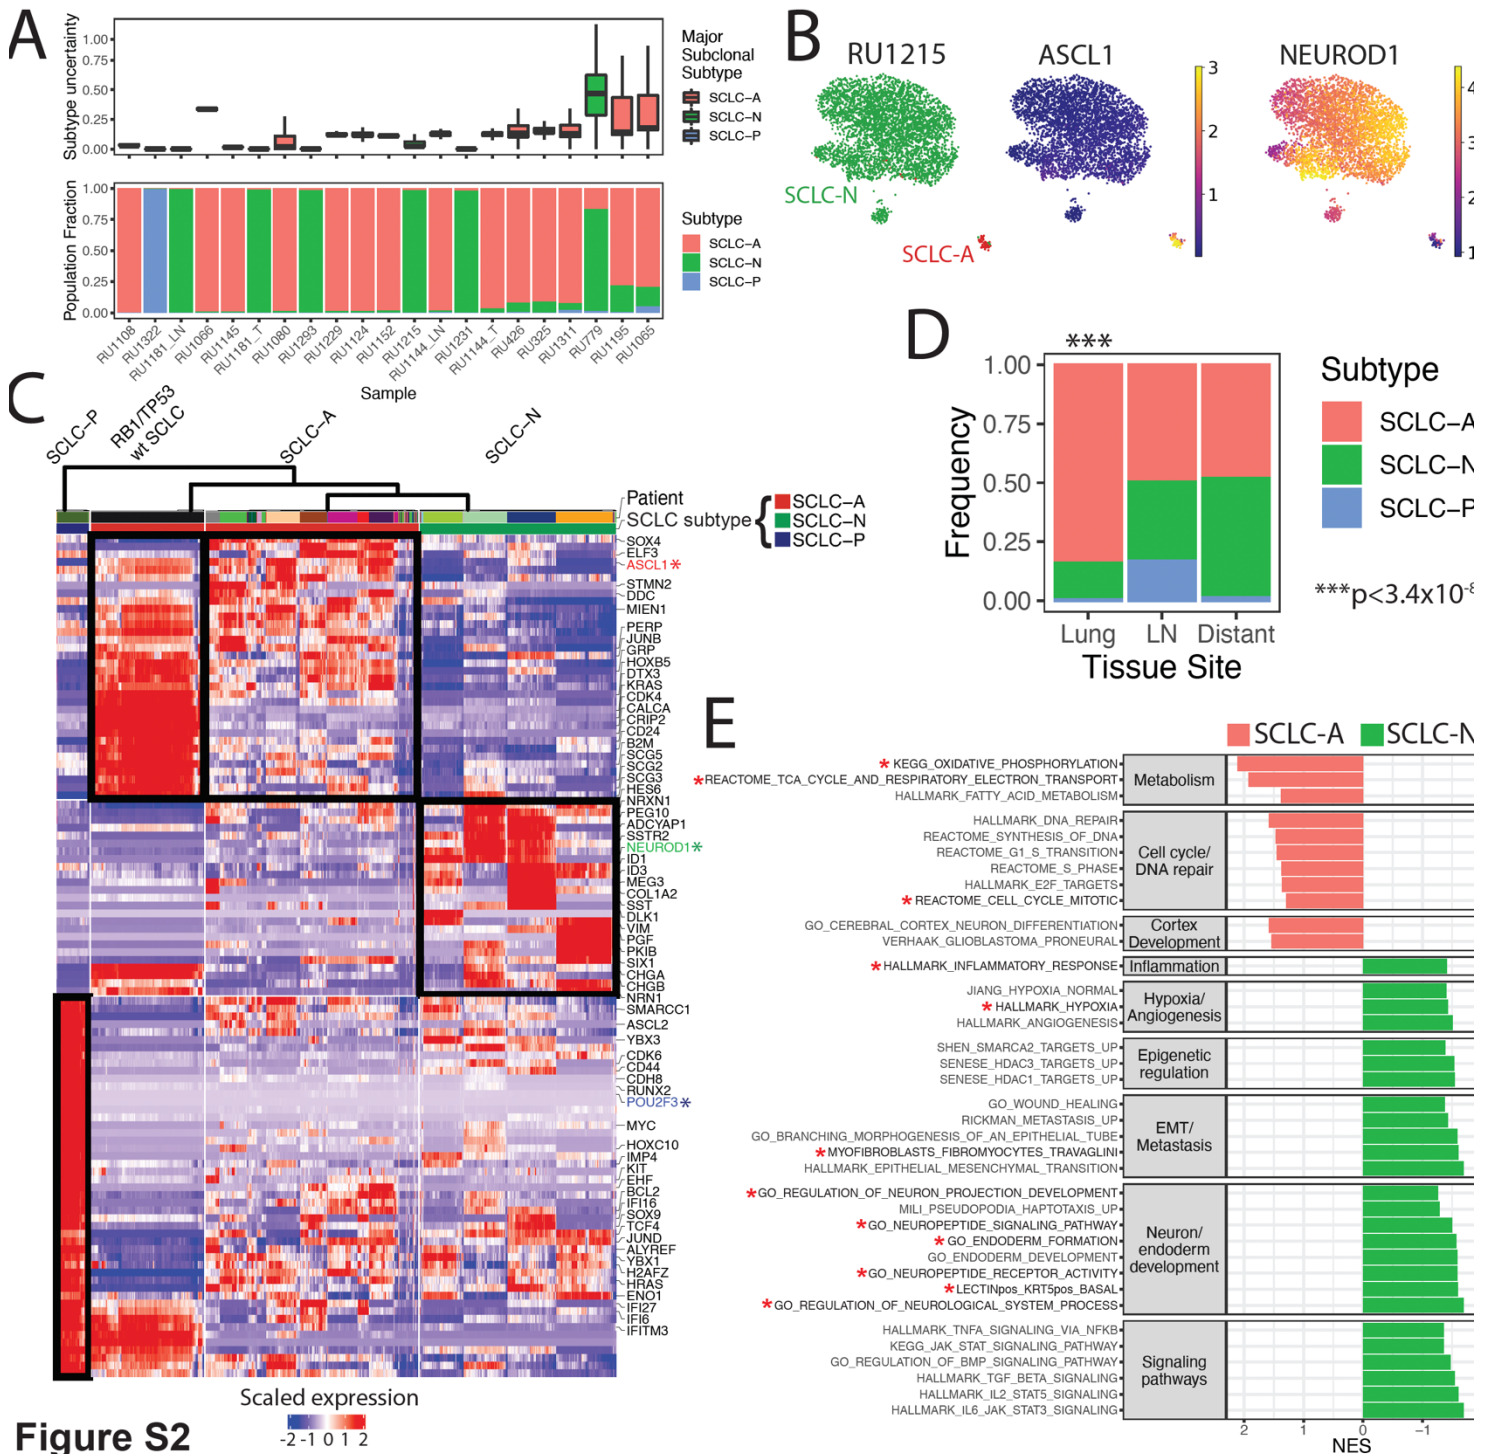 A
Subtype uncertainty
1.00
0.75
0.50
0.25
0.00
Major
Subclonal
Subtype
SCLC-A
SCLC-N
SCLC-P
Population Fraction
1.00
0.75
0.50
0.25
0.00
Subtype
SCLC-A
SCLC-N
SCLC-P
RU1108
RU1322
RU1181_LN
RU1066
RU1145
RU1181_T
RU1080
RU1293
RU1229
RU1124
RU1152
RU1215
RU1144_LN
RU1231
RU1144_T
RU426
RU325
RU1311
RU779
RU1195
RU1065
Sample
B
RU1215
ASCL1
NEUROD1
SCLC-N
SCLC-A
3
2
1
4
3
2
1
C
SCLC-P
RB1/TP53
wt SCLC
SCLC-A
SCLC-N
Patient
SCLC subtype
SCLC-A
SCLC-N
SCLC-P
SOX4
ELF3
ASCL1*
STMN2
DDC
MIEN1
PERP
JUNB
GRP
HOXB5
DTX3
KRAS
CDK4
CALCA
CRIP2
CD24
B2M
SCG5
SCG2
SCG3
HES6
NRXN1
PEG10
ADCYAP1
SSTR2
NEUROD1*
ID1
ID3
MEG3
COL1A2
SST
DLK1
VIM
PGF
PKIB
SIX1
CHGA
CHGB
NRN1
SMARCC1
ASCL2
YBX3
CDK6
CD44
CDH8
RUNX2
POU2F3*
MYC
HOXC10
IMP4
KIT
EHF
BCL2
IFI16
SOX9
TCF4
JUND
ALYREF
YBX1
H2AFZ
HRAS
ENO1
IFI27
IFI6
IFITM3
Scaled expression
-2 -1 0 1 2
D
***
Frequency
1.00
0.75
0.50
0.25
0.00
Lung LN Distant
Tissue Site
Subtype
SCLC-A
SCLC-N
SCLC-P
***p<3.4x10-8
E
SCLC-A SCLC-N
* KEGG_OXIDATIVE_PHOSPHORYLATION
* REACTOME_TCA_CYCLE_AND_RESPIRATORY_ELECTRON_TRANSPORT
HALLMARK_FATTY_ACID_METABOLISM
Metabolism
HALLMARK_DNA_REPAIR
REACTOME_SYNTHESIS_OF_DNA
REACTOME_G1_S_TRANSITION
REACTOME_S_PHASE
HALLMARK_E2F_TARGETS
* REACTOME_CELL_CYCLE_MITOTIC
Cell cycle/
DNA repair
GO_CEREBRAL_CORTEX_NEURON_DIFFERENTIATION
VERHAAK_GLIOBLASTOMA_PRONEURAL
Cortex
Development
* HALLMARK_INFLAMMATORY_RESPONSE
Inflammation
JIANG_HYPOXIA_NORMAL
* HALLMARK_HYPOXIA
HALLMARK_ANGIOGENESIS
Hypoxia/
Angiogenesis
SHEN_SMARCA2_TARGETS_UP
SENESE_HDAC3_TARGETS_UP
SENESE_HDAC1_TARGETS_UP
Epigenetic
regulation
GO_WOUND_HEALING
RICKMAN_METASTASIS_UP
GO_BRANCHING_MORPHOGENESIS_OF_AN_EPITHELIAL_TUBE
* MYOFIBROBLASTS_FIBROMYOCYTES_TRAVAGLINI
HALLMARK_EPITHELIAL_MESENCHYMAL_TRANSITION
EMT/
Metastasis
* GO_REGULATION_OF_NEURON_PROJECTION_DEVELOPMENT
MILI_PSEUDOPODIA_HAPTOTAXIS_UP
* GO_NEUROPEPTIDE_SIGNALING_PATHWAY
* GO_ENDODERM_FORMATION
GO_ENDODERM_DEVELOPMENT
* GO_NEUROPEPTIDE_RECEPTOR_ACTIVITY
* LECTINpos_KRT5pos_BASAL
* GO_REGULATION_OF_NEUROLOGICAL_SYSTEM_PROCESS
Neuron/
endoderm
development
HALLMARK_TNFA_SIGNALING_VIA_NFKB
KEGG_JAK_STAT_SIGNALING_PATHWAY
GO_REGULATION_OF_BMP_SIGNALING_PATHWAY
HALLMARK_TGF_BETA_SIGNALING
HALLMARK_IL2_STAT5_SIGNALING
HALLMARK_IL6_JAK_STAT3_SIGNALING
Signaling
pathways
2 1 0 -1
NES
Figure S2